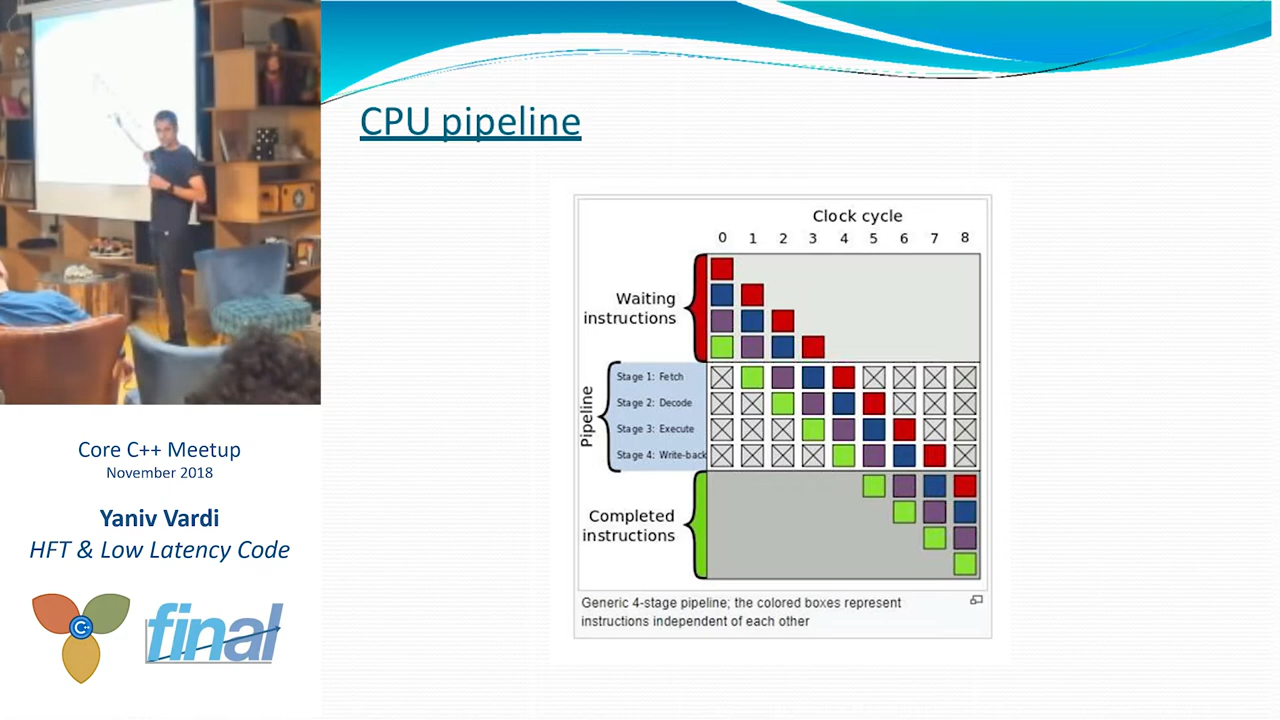 CPU pipeline
Clock cycle
0 1 2 3 4 5 6 7 8
Waiting
instructions
Pipeline
Stage 1: Fetch
Stage 2: Decode
Stage 3: Execute
Stage 4: Write-back
Completed
instructions
Generic 4-stage pipeline; the colored boxes represent
instructions independent of each other
Core C++ Meetup
November 2018
Yaniv Vardi
HFT & Low Latency Code
C++
final